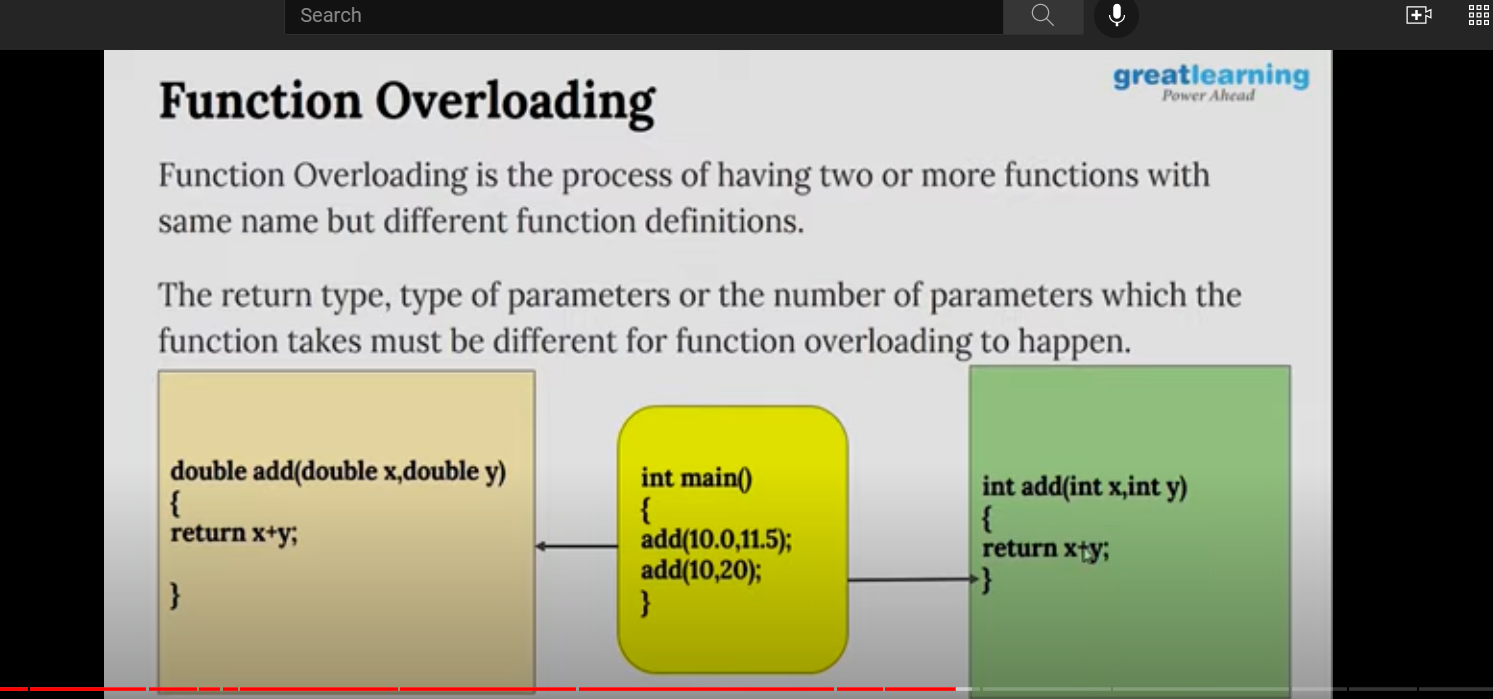 Search
greatlearning
Power Ahead
Function Overloading
Function Overloading is the process of having two or more functions with
same name but different function definitions.
The return type, type of parameters or the number of parameters which the
function takes must be different for function overloading to happen.
double add(double x,double y)
{
return x+y;
}
int main()
{
add(10.0,11.5);
add(10,20);
}
int add(int x,int y)
{
return x+y;
}